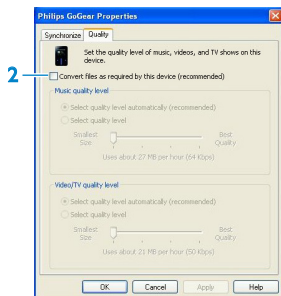 Philips GoGear Properties
Synchronize Quality
Set the quality level of music, videos, and TV shows on this
device.
2
Convert files as required by this device (recommended)
Music quality level
Select quality level automatically (recommended)
Select quality level
Smallest Best
Size Quality
Uses about 27 MB per hour (64 Kbps)
Video/TV quality level
Select quality level automatically (recommended)
Select quality level
Smallest Best
Size Quality
Uses about 21 MB per hour (50 Kbps)
OK Cancel Apply Help